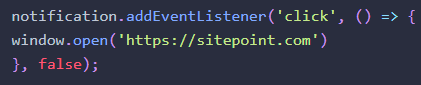 notification.addEventListener('click', () => {
window.open('https://sitepoint.com')
}, false);